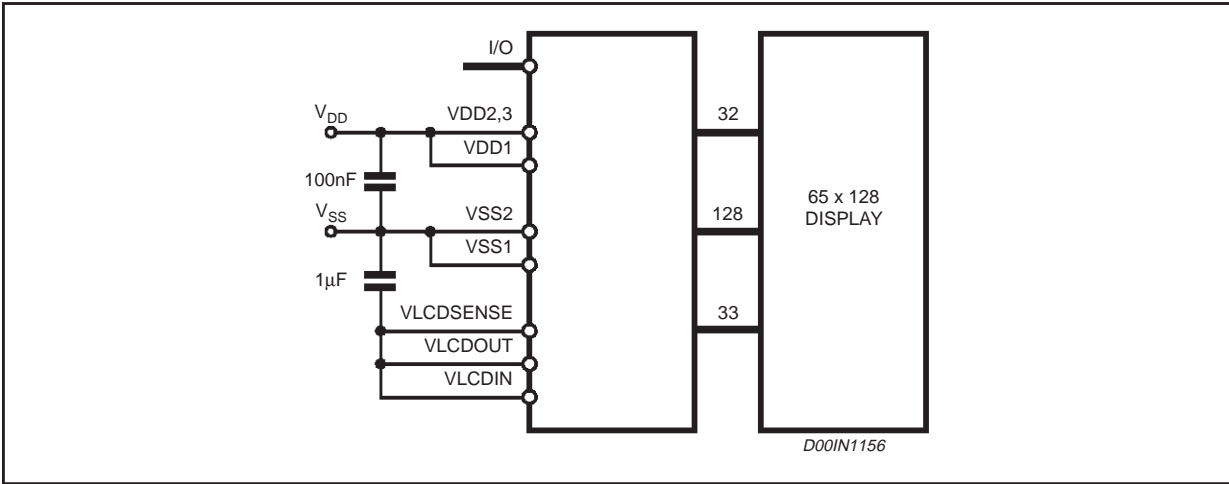 I/O
V_DD
VDD2,3
VDD1
100nF
V_SS
VSS2
VSS1
1μF
VLCDSENSE
VLCDOUT
VLCDIN
32
128
33
65 x 128
DISPLAY
D00IN1156